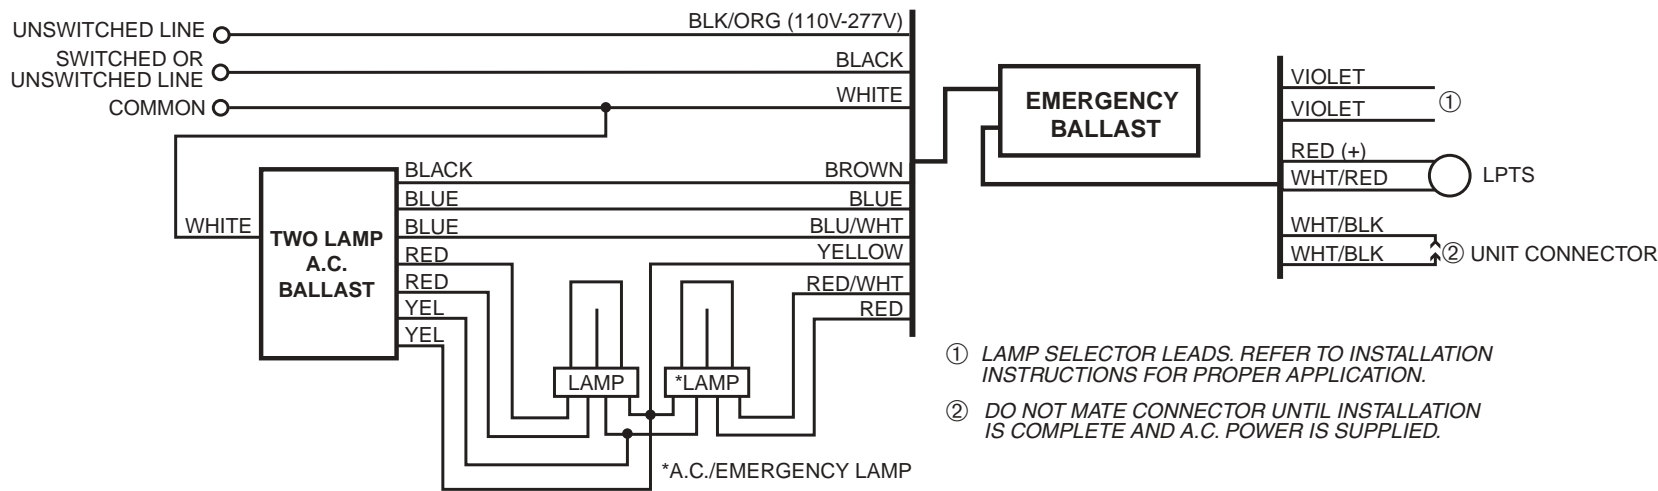 UNSWITCHED LINE
BLK/ORG (110V-277V)
SWITCHED OR
UNSWITCHED LINE
BLACK
COMMON
WHITE
EMERGENCY
BALLAST
VIOLET
VIOLET
①
RED (+)
WHT/RED
LPTS
WHT/BLK
WHT/BLK
② UNIT CONNECTOR
WHITE
TWO LAMP
A.C.
BALLAST
BLACK
BROWN
BLUE
BLUE
BLUE
BLU/WHT
RED
YELLOW
RED
RED/WHT
YEL
RED
YEL
LAMP
*LAMP
*A.C./EMERGENCY LAMP
① LAMP SELECTOR LEADS. REFER TO INSTALLATION
INSTRUCTIONS FOR PROPER APPLICATION.
② DO NOT MATE CONNECTOR UNTIL INSTALLATION
IS COMPLETE AND A.C. POWER IS SUPPLIED.